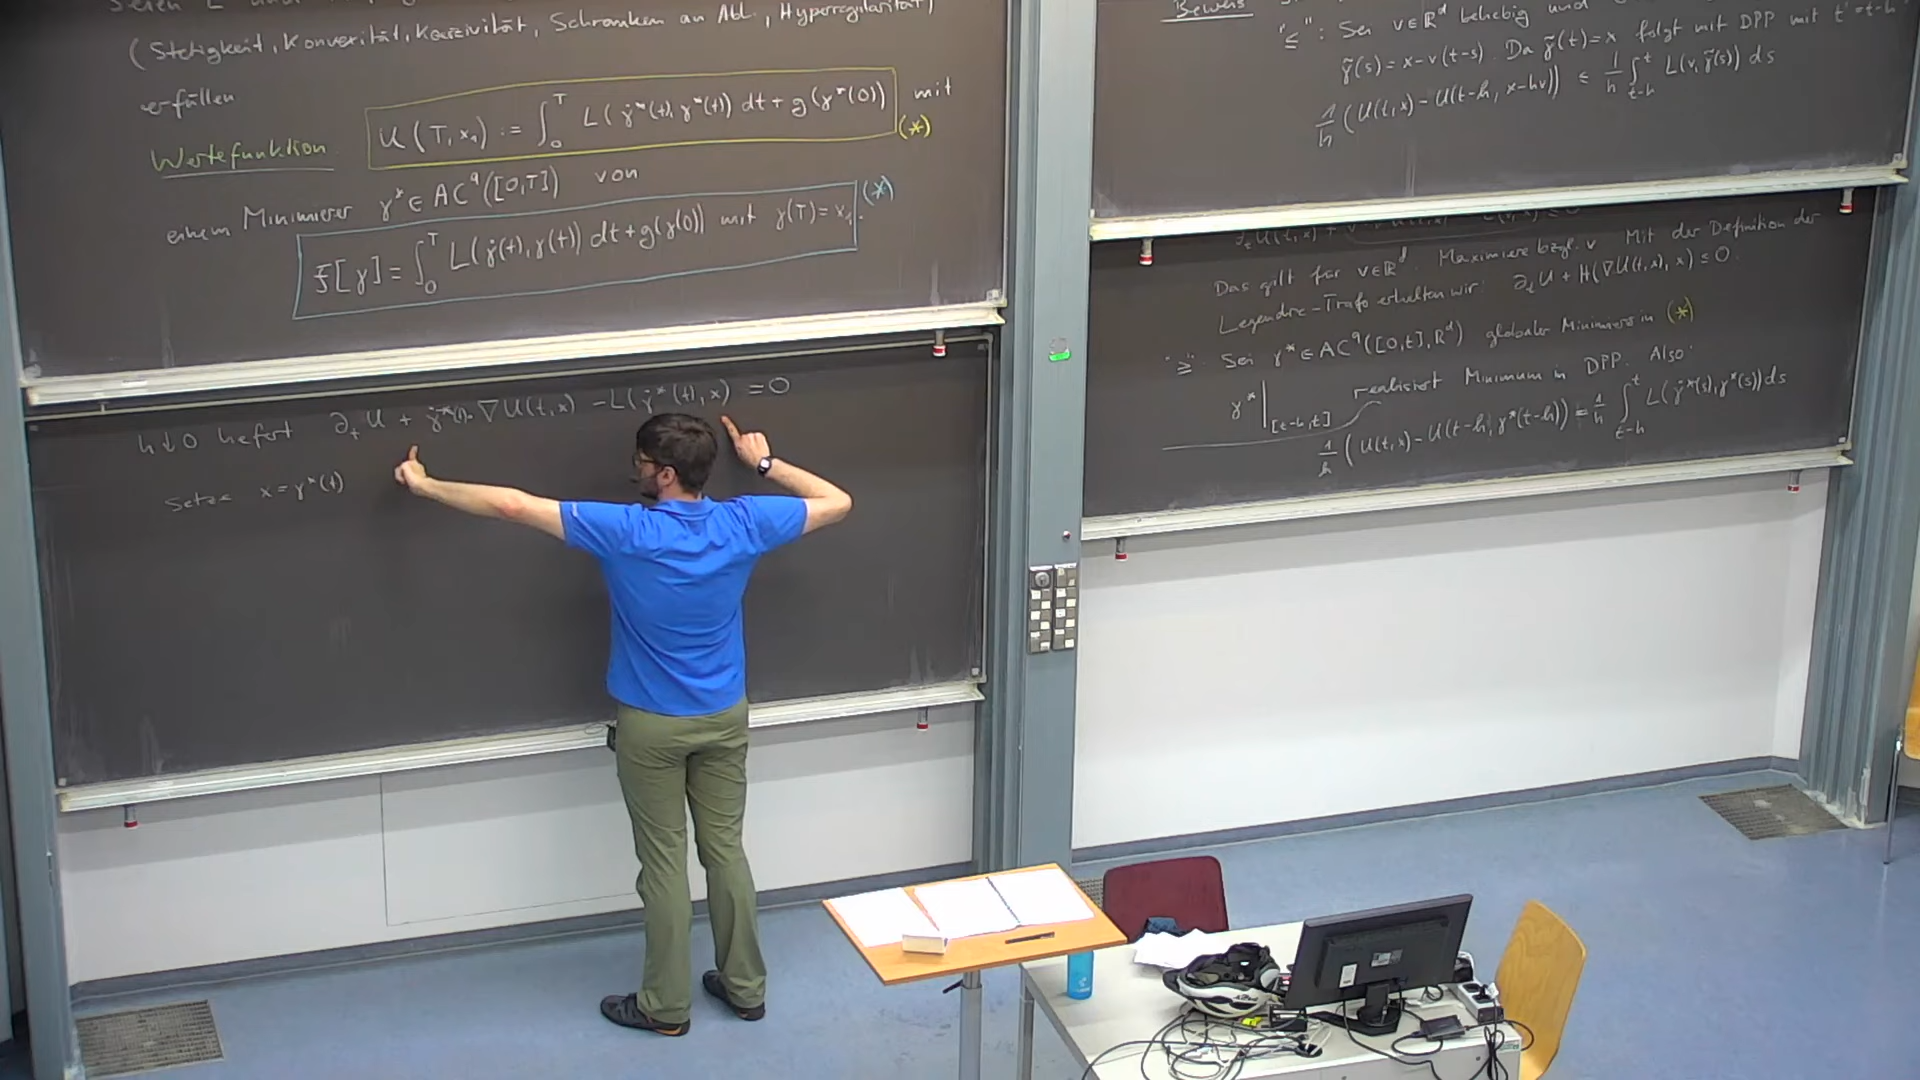 (Stetigkeit, Konvexität, Koerzivität, Schranken an Abl., Hyperregularität)
erfüllen
Wertefunktion U(T, x₁) := ∫₀ᵀ L(γ̇*(t), γ*(t)) dt + g(γ*(0)) mit (*)
einem Minimierer γ* ∈ AC^q([0,T]) von
F[γ] = ∫₀ᵀ L(γ̇(t), γ(t)) dt + g(γ(0)) mit γ(T) = x₁. (*)
h↓0 liefert ∂ₜU + γ̇*(t)·∇U(t,x) − L(γ̇*(t), x) = 0
Setze x = γ*(t)
Beweis
"≤": Sei v∈ℝᵈ beliebig und
γ̃(s) = x−v(t−s). Da γ̃(t)=x folgt mit DPP mit t'=t−h
1/h (U(t,x) − U(t−h, x−hv)) ≤ 1/h ∫_{t−h}^t L(v, γ̃(s)) ds
Das gilt für v∈ℝᵈ. Maximiere bzgl. v Mit der Definition der
Legendre-Trafo erhalten wir: ∂ₜU + H(∇U(t,x), x) ≤ 0.
"≥" Sei γ* ∈ AC^q([0,t], ℝᵈ) globaler Minimierer in (*)
γ*|_{[t−h,t]} realisiert Minimum in DPP. Also:
1/h (U(t,x) − U(t−h, γ*(t−h))) = 1/h ∫_{t−h}^t L(γ̇*(s), γ*(s)) ds